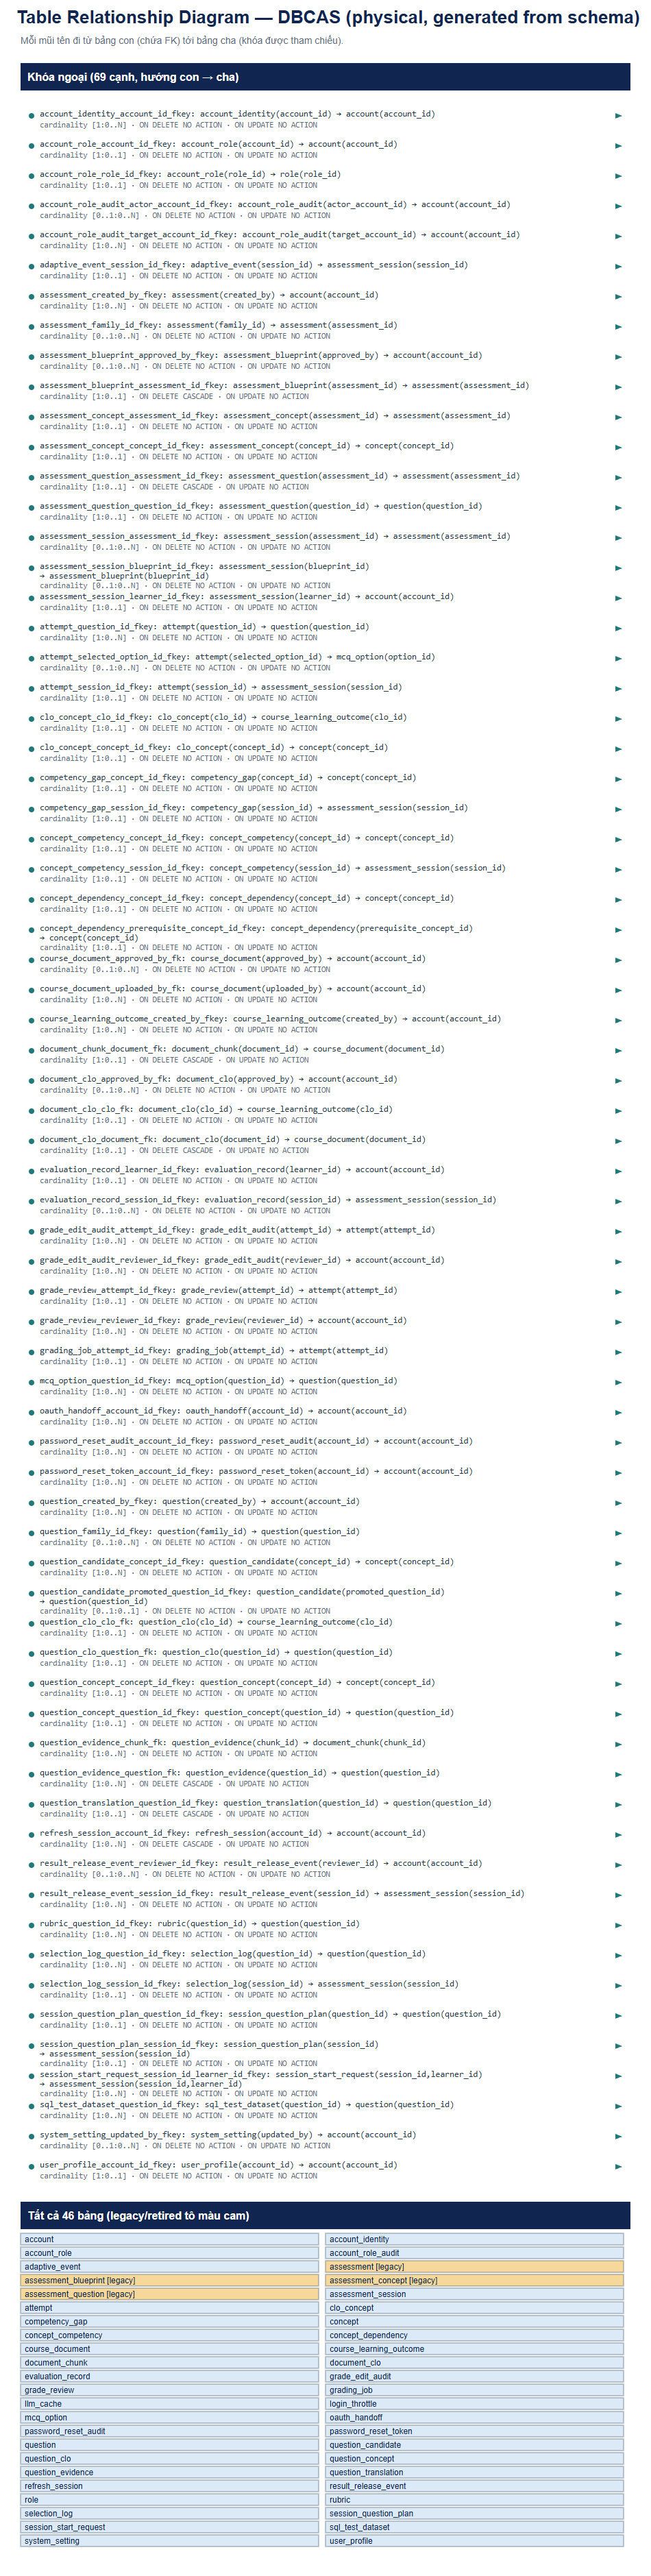 Table Relationship Diagram — DBCAS (physical, generated from schema)
Mỗi mũi tên đi từ bảng con (chứa FK) tới bảng cha (khóa được tham chiếu).
Khóa ngoại (69 cạnh, hướng con → cha)
account_identity_account_id_fkey: account_identity(account_id) → account(account_id)
cardinality [1:0..N] · ON DELETE NO ACTION · ON UPDATE NO ACTION
account_role_account_id_fkey: account_role(account_id) → account(account_id)
cardinality [1:0..1] · ON DELETE NO ACTION · ON UPDATE NO ACTION
account_role_role_id_fkey: account_role(role_id) → role(role_id)
cardinality [1:0..1] · ON DELETE NO ACTION · ON UPDATE NO ACTION
account_role_audit_actor_account_id_fkey: account_role_audit(actor_account_id) → account(account_id)
cardinality [0..1:0..N] · ON DELETE NO ACTION · ON UPDATE NO ACTION
account_role_audit_target_account_id_fkey: account_role_audit(target_account_id) → account(account_id)
cardinality [1:0..N] · ON DELETE NO ACTION · ON UPDATE NO ACTION
adaptive_event_session_id_fkey: adaptive_event(session_id) → assessment_session(session_id)
cardinality [1:0..1] · ON DELETE NO ACTION · ON UPDATE NO ACTION
assessment_created_by_fkey: assessment(created_by) → account(account_id)
cardinality [1:0..N] · ON DELETE NO ACTION · ON UPDATE NO ACTION
assessment_family_id_fkey: assessment(family_id) → assessment(assessment_id)
cardinality [0..1:0..N] · ON DELETE NO ACTION · ON UPDATE NO ACTION
assessment_blueprint_approved_by_fkey: assessment_blueprint(approved_by) → account(account_id)
cardinality [0..1:0..N] · ON DELETE NO ACTION · ON UPDATE NO ACTION
assessment_blueprint_assessment_id_fkey: assessment_blueprint(assessment_id) → assessment(assessment_id)
cardinality [1:0..1] · ON DELETE CASCADE · ON UPDATE NO ACTION
assessment_concept_assessment_id_fkey: assessment_concept(assessment_id) → assessment(assessment_id)
cardinality [1:0..1] · ON DELETE NO ACTION · ON UPDATE NO ACTION
assessment_concept_concept_id_fkey: assessment_concept(concept_id) → concept(concept_id)
cardinality [1:0..1] · ON DELETE NO ACTION · ON UPDATE NO ACTION
assessment_question_assessment_id_fkey: assessment_question(assessment_id) → assessment(assessment_id)
cardinality [1:0..1] · ON DELETE CASCADE · ON UPDATE NO ACTION
assessment_question_question_id_fkey: assessment_question(question_id) → question(question_id)
cardinality [1:0..1] · ON DELETE NO ACTION · ON UPDATE NO ACTION
assessment_session_assessment_id_fkey: assessment_session(assessment_id) → assessment(assessment_id)
cardinality [0..1:0..N] · ON DELETE NO ACTION · ON UPDATE NO ACTION
assessment_session_blueprint_id_fkey: assessment_session(blueprint_id)
→ assessment_blueprint(blueprint_id)
cardinality [0..1:0..N] · ON DELETE NO ACTION · ON UPDATE NO ACTION
assessment_session_learner_id_fkey: assessment_session(learner_id) → account(account_id)
cardinality [1:0..1] · ON DELETE NO ACTION · ON UPDATE NO ACTION
attempt_question_id_fkey: attempt(question_id) → question(question_id)
cardinality [1:0..N] · ON DELETE NO ACTION · ON UPDATE NO ACTION
attempt_selected_option_id_fkey: attempt(selected_option_id) → mcq_option(option_id)
cardinality [0..1:0..N] · ON DELETE NO ACTION · ON UPDATE NO ACTION
attempt_session_id_fkey: attempt(session_id) → assessment_session(session_id)
cardinality [1:0..1] · ON DELETE NO ACTION · ON UPDATE NO ACTION
clo_concept_clo_id_fkey: clo_concept(clo_id) → course_learning_outcome(clo_id)
cardinality [1:0..1] · ON DELETE NO ACTION · ON UPDATE NO ACTION
clo_concept_concept_id_fkey: clo_concept(concept_id) → concept(concept_id)
cardinality [1:0..1] · ON DELETE NO ACTION · ON UPDATE NO ACTION
competency_gap_concept_id_fkey: competency_gap(concept_id) → concept(concept_id)
cardinality [1:0..1] · ON DELETE NO ACTION · ON UPDATE NO ACTION
competency_gap_session_id_fkey: competency_gap(session_id) → assessment_session(session_id)
cardinality [1:0..1] · ON DELETE NO ACTION · ON UPDATE NO ACTION
concept_competency_concept_id_fkey: concept_competency(concept_id) → concept(concept_id)
cardinality [1:0..1] · ON DELETE NO ACTION · ON UPDATE NO ACTION
concept_competency_session_id_fkey: concept_competency(session_id) → assessment_session(session_id)
cardinality [1:0..1] · ON DELETE NO ACTION · ON UPDATE NO ACTION
concept_dependency_concept_id_fkey: concept_dependency(concept_id) → concept(concept_id)
cardinality [1:0..1] · ON DELETE NO ACTION · ON UPDATE NO ACTION
concept_dependency_prerequisite_concept_id_fkey: concept_dependency(prerequisite_concept_id)
→ concept(concept_id)
cardinality [1:0..1] · ON DELETE NO ACTION · ON UPDATE NO ACTION
course_document_approved_by_fk: course_document(approved_by) → account(account_id)
cardinality [0..1:0..N] · ON DELETE NO ACTION · ON UPDATE NO ACTION
course_document_uploaded_by_fk: course_document(uploaded_by) → account(account_id)
cardinality [1:0..N] · ON DELETE NO ACTION · ON UPDATE NO ACTION
course_learning_outcome_created_by_fkey: course_learning_outcome(created_by) → account(account_id)
cardinality [1:0..N] · ON DELETE NO ACTION · ON UPDATE NO ACTION
document_chunk_document_fk: document_chunk(document_id) → course_document(document_id)
cardinality [1:0..1] · ON DELETE CASCADE · ON UPDATE NO ACTION
document_clo_approved_by_fk: document_clo(approved_by) → account(account_id)
cardinality [0..1:0..N] · ON DELETE NO ACTION · ON UPDATE NO ACTION
document_clo_clo_fk: document_clo(clo_id) → course_learning_outcome(clo_id)
cardinality [1:0..1] · ON DELETE NO ACTION · ON UPDATE NO ACTION
document_clo_document_fk: document_clo(document_id) → course_document(document_id)
cardinality [1:0..1] · ON DELETE CASCADE · ON UPDATE NO ACTION
evaluation_record_learner_id_fkey: evaluation_record(learner_id) → account(account_id)
cardinality [1:0..1] · ON DELETE NO ACTION · ON UPDATE NO ACTION
evaluation_record_session_id_fkey: evaluation_record(session_id) → assessment_session(session_id)
cardinality [0..1:0..N] · ON DELETE NO ACTION · ON UPDATE NO ACTION
grade_edit_audit_attempt_id_fkey: grade_edit_audit(attempt_id) → attempt(attempt_id)
cardinality [1:0..N] · ON DELETE NO ACTION · ON UPDATE NO ACTION
grade_edit_audit_reviewer_id_fkey: grade_edit_audit(reviewer_id) → account(account_id)
cardinality [1:0..N] · ON DELETE NO ACTION · ON UPDATE NO ACTION
grade_review_attempt_id_fkey: grade_review(attempt_id) → attempt(attempt_id)
cardinality [1:0..1] · ON DELETE NO ACTION · ON UPDATE NO ACTION
grade_review_reviewer_id_fkey: grade_review(reviewer_id) → account(account_id)
cardinality [1:0..N] · ON DELETE NO ACTION · ON UPDATE NO ACTION
grading_job_attempt_id_fkey: grading_job(attempt_id) → attempt(attempt_id)
cardinality [1:0..1] · ON DELETE NO ACTION · ON UPDATE NO ACTION
mcq_option_question_id_fkey: mcq_option(question_id) → question(question_id)
cardinality [1:0..N] · ON DELETE NO ACTION · ON UPDATE NO ACTION
oauth_handoff_account_id_fkey: oauth_handoff(account_id) → account(account_id)
cardinality [1:0..N] · ON DELETE NO ACTION · ON UPDATE NO ACTION
password_reset_audit_account_id_fkey: password_reset_audit(account_id) → account(account_id)
cardinality [1:0..N] · ON DELETE NO ACTION · ON UPDATE NO ACTION
password_reset_token_account_id_fkey: password_reset_token(account_id) → account(account_id)
cardinality [1:0..N] · ON DELETE NO ACTION · ON UPDATE NO ACTION
question_created_by_fkey: question(created_by) → account(account_id)
cardinality [1:0..N] · ON DELETE NO ACTION · ON UPDATE NO ACTION
question_family_id_fkey: question(family_id) → question(question_id)
cardinality [0..1:0..N] · ON DELETE NO ACTION · ON UPDATE NO ACTION
question_candidate_concept_id_fkey: question_candidate(concept_id) → concept(concept_id)
cardinality [1:0..N] · ON DELETE NO ACTION · ON UPDATE NO ACTION
question_candidate_promoted_question_id_fkey: question_candidate(promoted_question_id)
→ question(question_id)
cardinality [0..1:0..1] · ON DELETE NO ACTION · ON UPDATE NO ACTION
question_clo_clo_fk: question_clo(clo_id) → course_learning_outcome(clo_id)
cardinality [1:0..1] · ON DELETE NO ACTION · ON UPDATE NO ACTION
question_clo_question_fk: question_clo(question_id) → question(question_id)
cardinality [1:0..1] · ON DELETE NO ACTION · ON UPDATE NO ACTION
question_concept_concept_id_fkey: question_concept(concept_id) → concept(concept_id)
cardinality [1:0..1] · ON DELETE NO ACTION · ON UPDATE NO ACTION
question_concept_question_id_fkey: question_concept(question_id) → question(question_id)
cardinality [1:0..1] · ON DELETE NO ACTION · ON UPDATE NO ACTION
question_evidence_chunk_fk: question_evidence(chunk_id) → document_chunk(chunk_id)
cardinality [1:0..N] · ON DELETE NO ACTION · ON UPDATE NO ACTION
question_evidence_question_fk: question_evidence(question_id) → question(question_id)
cardinality [1:0..N] · ON DELETE CASCADE · ON UPDATE NO ACTION
question_translation_question_id_fkey: question_translation(question_id) → question(question_id)
cardinality [1:0..1] · ON DELETE CASCADE · ON UPDATE NO ACTION
refresh_session_account_id_fkey: refresh_session(account_id) → account(account_id)
cardinality [1:0..N] · ON DELETE CASCADE · ON UPDATE NO ACTION
result_release_event_reviewer_id_fkey: result_release_event(reviewer_id) → account(account_id)
cardinality [0..1:0..N] · ON DELETE NO ACTION · ON UPDATE NO ACTION
result_release_event_session_id_fkey: result_release_event(session_id) → assessment_session(session_id)
cardinality [1:0..N] · ON DELETE NO ACTION · ON UPDATE NO ACTION
rubric_question_id_fkey: rubric(question_id) → question(question_id)
cardinality [1:0..N] · ON DELETE NO ACTION · ON UPDATE NO ACTION
selection_log_question_id_fkey: selection_log(question_id) → question(question_id)
cardinality [1:0..N] · ON DELETE NO ACTION · ON UPDATE NO ACTION
selection_log_session_id_fkey: selection_log(session_id) → assessment_session(session_id)
cardinality [1:0..1] · ON DELETE NO ACTION · ON UPDATE NO ACTION
session_question_plan_question_id_fkey: session_question_plan(question_id) → question(question_id)
cardinality [1:0..1] · ON DELETE NO ACTION · ON UPDATE NO ACTION
session_question_plan_session_id_fkey: session_question_plan(session_id)
→ assessment_session(session_id)
cardinality [1:0..1] · ON DELETE NO ACTION · ON UPDATE NO ACTION
session_start_request_session_id_learner_id_fkey: session_start_request(session_id,learner_id)
→ assessment_session(session_id,learner_id)
cardinality [1:0..N] · ON DELETE NO ACTION · ON UPDATE NO ACTION
sql_test_dataset_question_id_fkey: sql_test_dataset(question_id) → question(question_id)
cardinality [1:0..N] · ON DELETE NO ACTION · ON UPDATE NO ACTION
system_setting_updated_by_fkey: system_setting(updated_by) → account(account_id)
cardinality [0..1:0..N] · ON DELETE NO ACTION · ON UPDATE NO ACTION
user_profile_account_id_fkey: user_profile(account_id) → account(account_id)
cardinality [1:0..1] · ON DELETE NO ACTION · ON UPDATE NO ACTION
Tất cả 46 bảng (legacy/retired tô màu cam)
account
account_identity
account_role
account_role_audit
adaptive_event
assessment [legacy]
assessment_blueprint [legacy]
assessment_concept [legacy]
assessment_question [legacy]
assessment_session
attempt
clo_concept
competency_gap
concept
concept_competency
concept_dependency
course_document
course_learning_outcome
document_chunk
document_clo
evaluation_record
grade_edit_audit
grade_review
grading_job
llm_cache
login_throttle
mcq_option
oauth_handoff
password_reset_audit
password_reset_token
question
question_candidate
question_clo
question_concept
question_evidence
question_translation
refresh_session
result_release_event
role
rubric
selection_log
session_question_plan
session_start_request
sql_test_dataset
system_setting
user_profile